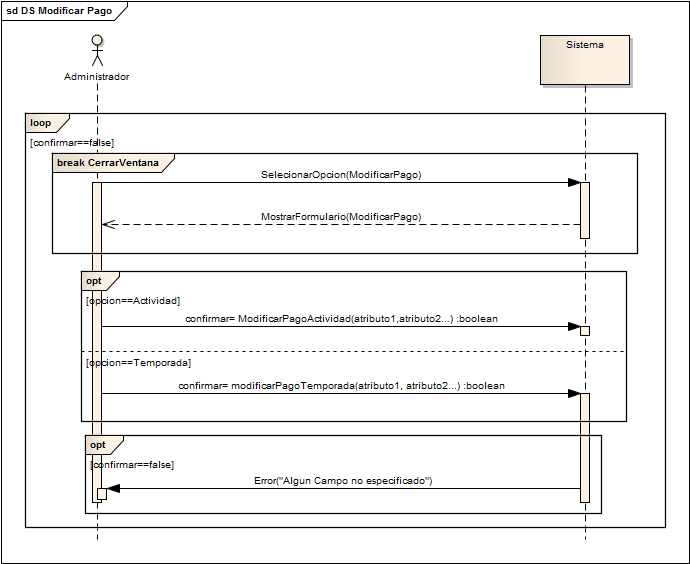 sd DS Modificar Pago
Administrador
Sistema
loop
[confirmar==false]
break CerrarVentana
SelecionarOpcion(ModificarPago)
MostrarFormulario(ModificarPago)
opt
[opcion==Actividad]
confirmar= ModificarPagoActividad(atributo1,atributo2...) :boolean
[opcion==Temporada]
confirmar= modificarPagoTemporada(atributo1, atributo2...) :boolean
opt
[confirmar==false]
Error("Algun Campo no especificado")